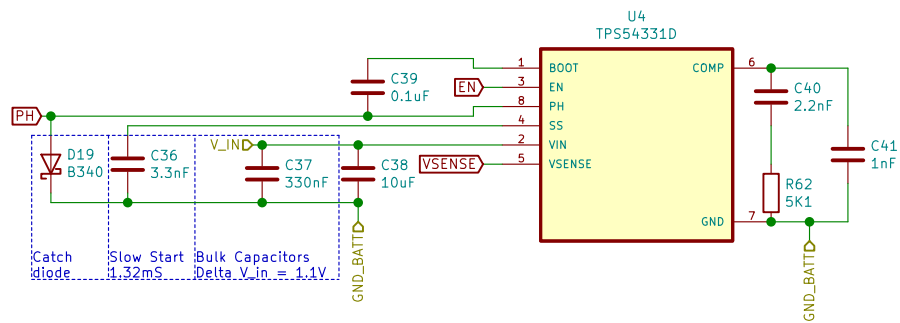 U4
TPS54331D
1 BOOT
3 EN
8 PH
4 SS
2 VIN
5 VSENSE
COMP 6
GND 7
C39
0.1uF
EN
PH
VSENSE
V_IN
D19
B340
C36
3.3nF
C37
330nF
C38
10uF
C40
2.2nF
C41
1nF
R62
5K1
Catch
diode
Slow Start
1.32mS
Bulk Capacitors
Delta V_in = 1.1V
GND_BATT
GND_BATT